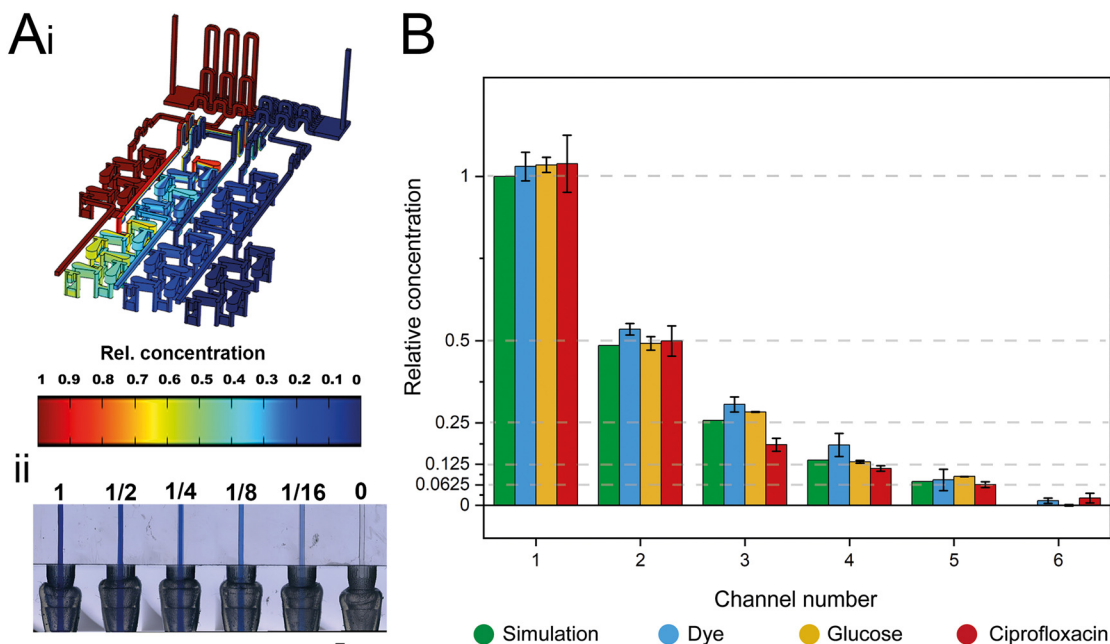 Ai
Rel. concentration
1 0.9 0.8 0.7 0.6 0.5 0.4 0.3 0.2 0.1 0
ii
1 1/2 1/4 1/8 1/16 0
B
Relative concentration
1
0.5
0.25
0.125
0.0625
0
1 2 3 4 5 6
Channel number
Simulation Dye Glucose Ciprofloxacin